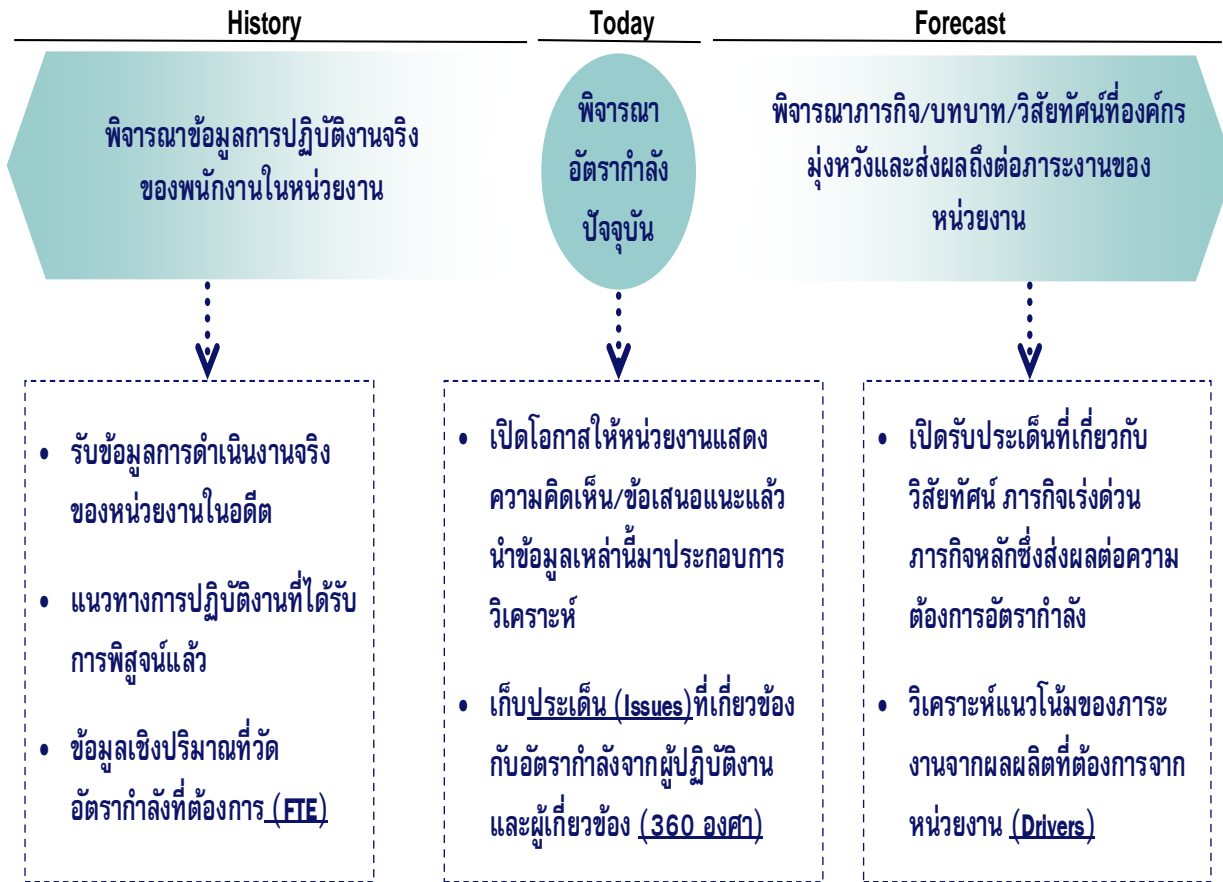 History
Today
Forecast
พิจารณาข้อมูลการปฏิบัติงานจริง
ของพนักงานในหน่วยงาน
พิจารณา
อัตรากำลัง
ปัจจุบัน
พิจารณาภารกิจ/บทบาท/วิสัยทัศน์ที่องค์กร
มุ่งหวังและส่งผลถึงต่อภาระงานของ
หน่วยงาน
• รับข้อมูลการดำเนินงานจริง
ของหน่วยงานในอดีต
• แนวทางการปฏิบัติงานที่ได้รับ
การพิสูจน์แล้ว
• ข้อมูลเชิงปริมาณที่วัด
อัตรากำลังที่ต้องการ (FTE)
• เปิดโอกาสให้หน่วยงานแสดง
ความคิดเห็น/ข้อเสนอแนะแล้ว
นำข้อมูลเหล่านี้มาประกอบการ
วิเคราะห์
• เก็บประเด็น (Issues)ที่เกี่ยวข้อง
กับอัตรากำลังจากผู้ปฏิบัติงาน
และผู้เกี่ยวข้อง (360 องศา)
• เปิดรับประเด็นที่เกี่ยวกับ
วิสัยทัศน์ ภารกิจเร่งด่วน
ภารกิจหลักซึ่งส่งผลต่อความ
ต้องการอัตรากำลัง
• วิเคราะห์แนวโน้มของภาระ
งานจากผลผลิตที่ต้องการจาก
หน่วยงาน (Drivers)